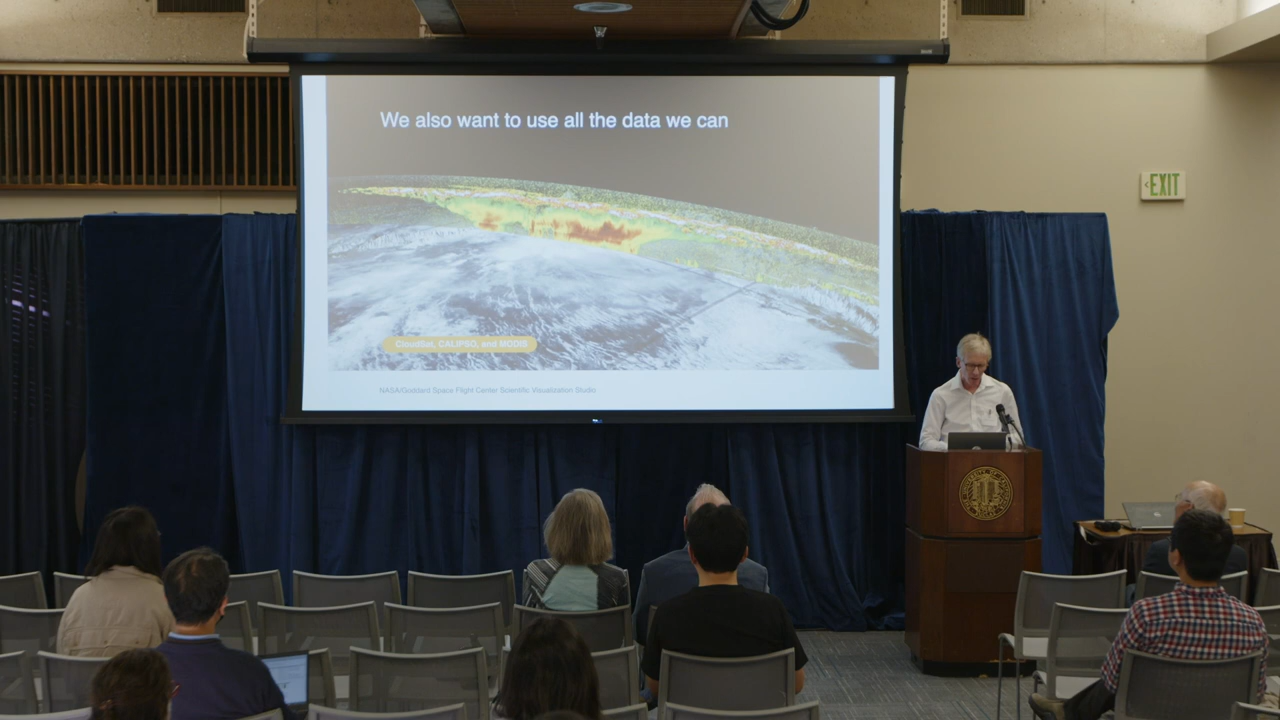 We also want to use all the data we can
EXIT
CloudSat, CALIPSO, and MODIS
NASA/Goddard Space Flight Center Scientific Visualization Studio